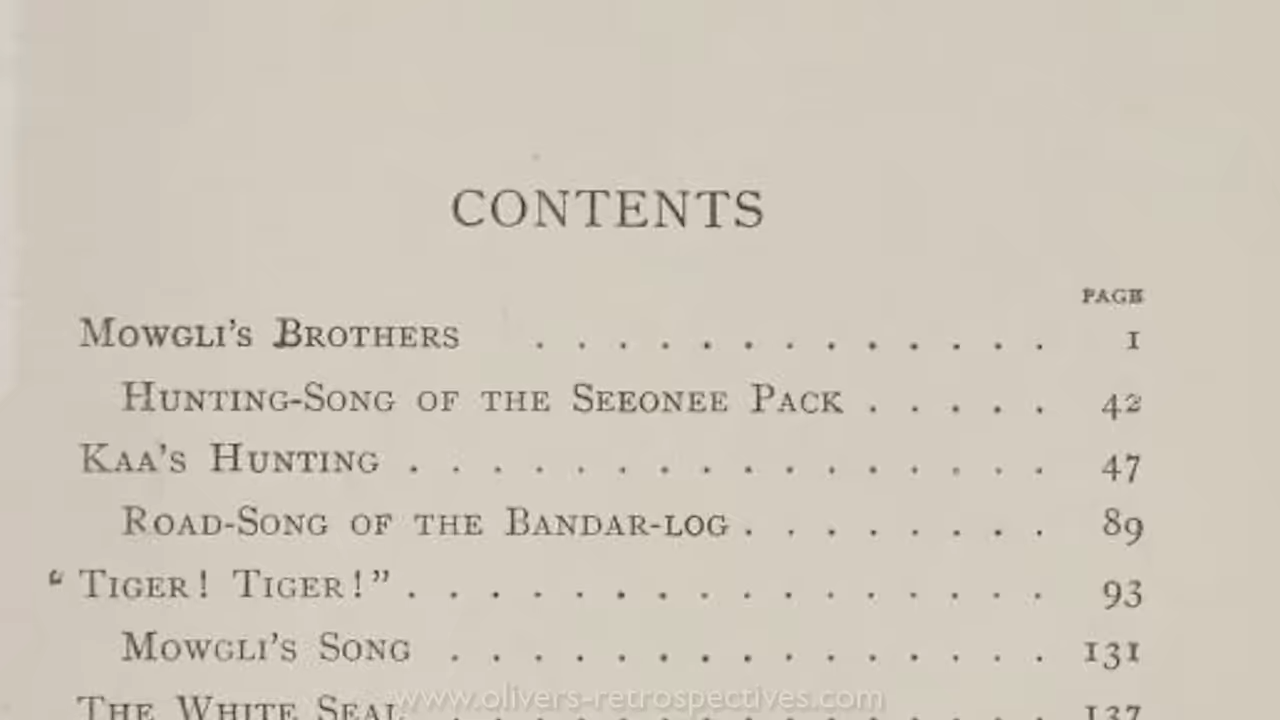 CONTENTS
PAGE
MOWGLI'S BROTHERS . . . . . . . . . . . . . 1
HUNTING-SONG OF THE SEEONEE PACK . . . . . 42
KAA'S HUNTING . . . . . . . . . . . . . . . . 47
ROAD-SONG OF THE BANDAR-LOG . . . . . . . . 89
“TIGER! TIGER!” . . . . . . . . . . . . . . . . 93
MOWGLI'S SONG . . . . . . . . . . . . . . . 131
THE WHITE SEAL . . . . . . . . . . . . . . . 137
www.olivers-retrospectives.com